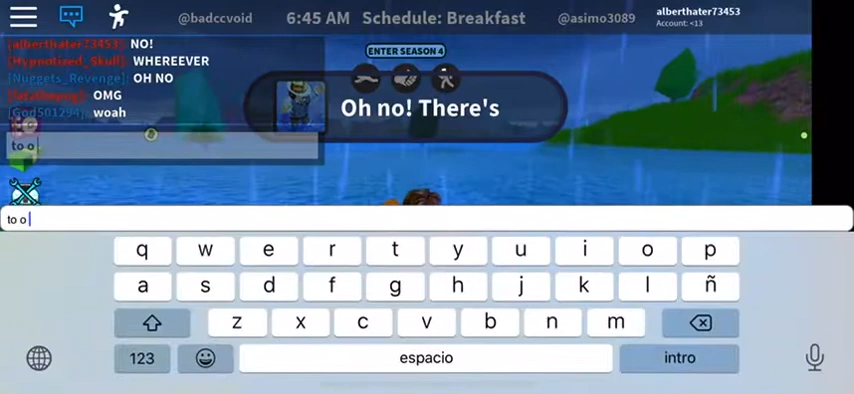 @badccvoid 6:45 AM Schedule: Breakfast @asimo3089 alberthater73453
Account: <13
[alberthater73453]: NO!
[Hypnotized_Skull]: WHEREEVER
[Nuggets_Revenge]: OH NO
OMG
[God501294]: woah
ENTER SEASON 4
Oh no! There's
to o
to o
q w e r t y u i o p
a s d f g h j k l ñ
z x c v b n m
123 espacio intro